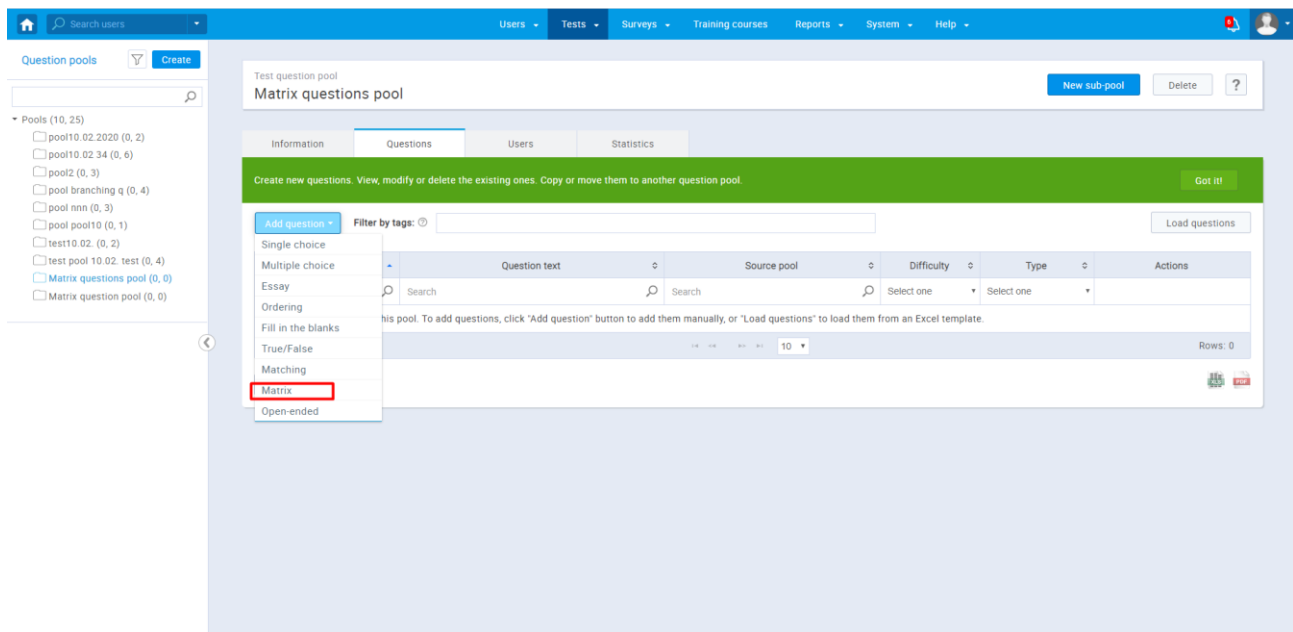 Search users
Users
Tests
Surveys
Training courses
Reports
System
Help
Question pools
Create
Pools (10, 25)
pool10.02.2020 (0, 2)
pool10.02 34 (0, 6)
pool2 (0, 3)
pool branching q (0, 4)
pool nnn (0, 3)
pool pool10 (0, 1)
test10.02. (0, 2)
test pool 10.02. test (0, 4)
Matrix questions pool (0, 0)
Matrix question pool (0, 0)
Test question pool
Matrix questions pool
New sub-pool
Delete
?
Information
Questions
Users
Statistics
Create new questions. View, modify or delete the existing ones. Copy or move them to another question pool.
Got it!
Add question
Filter by tags: ?
Load questions
Single choice
Multiple choice
Essay
Ordering
Fill in the blanks
True/False
Matching
Matrix
Open-ended
Question text
Source pool
Difficulty
Type
Actions
Search
Search
Select one
Select one
his pool. To add questions, click "Add question" button to add them manually, or "Load questions" to load them from an Excel template.
10
Rows: 0
XLS
PDF